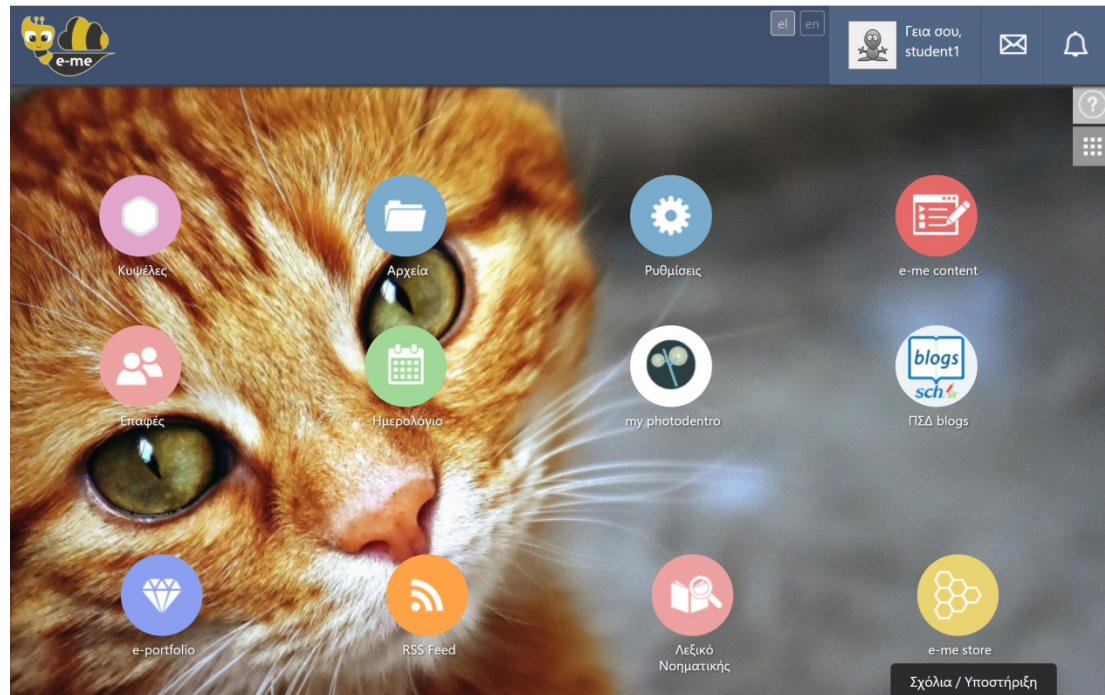 e-me
el en
Γεια σου,
student1
?
Κυψέλες
Αρχεία
Ρυθμίσεις
e-me content
blogs
sch
Επαφές
Ημερολόγιο
my photodentro
ΠΣΔ blogs
e-portfolio
RSS Feed
Λεξικό
Νοηματικής
e-me store
Σχόλια / Υποστήριξη